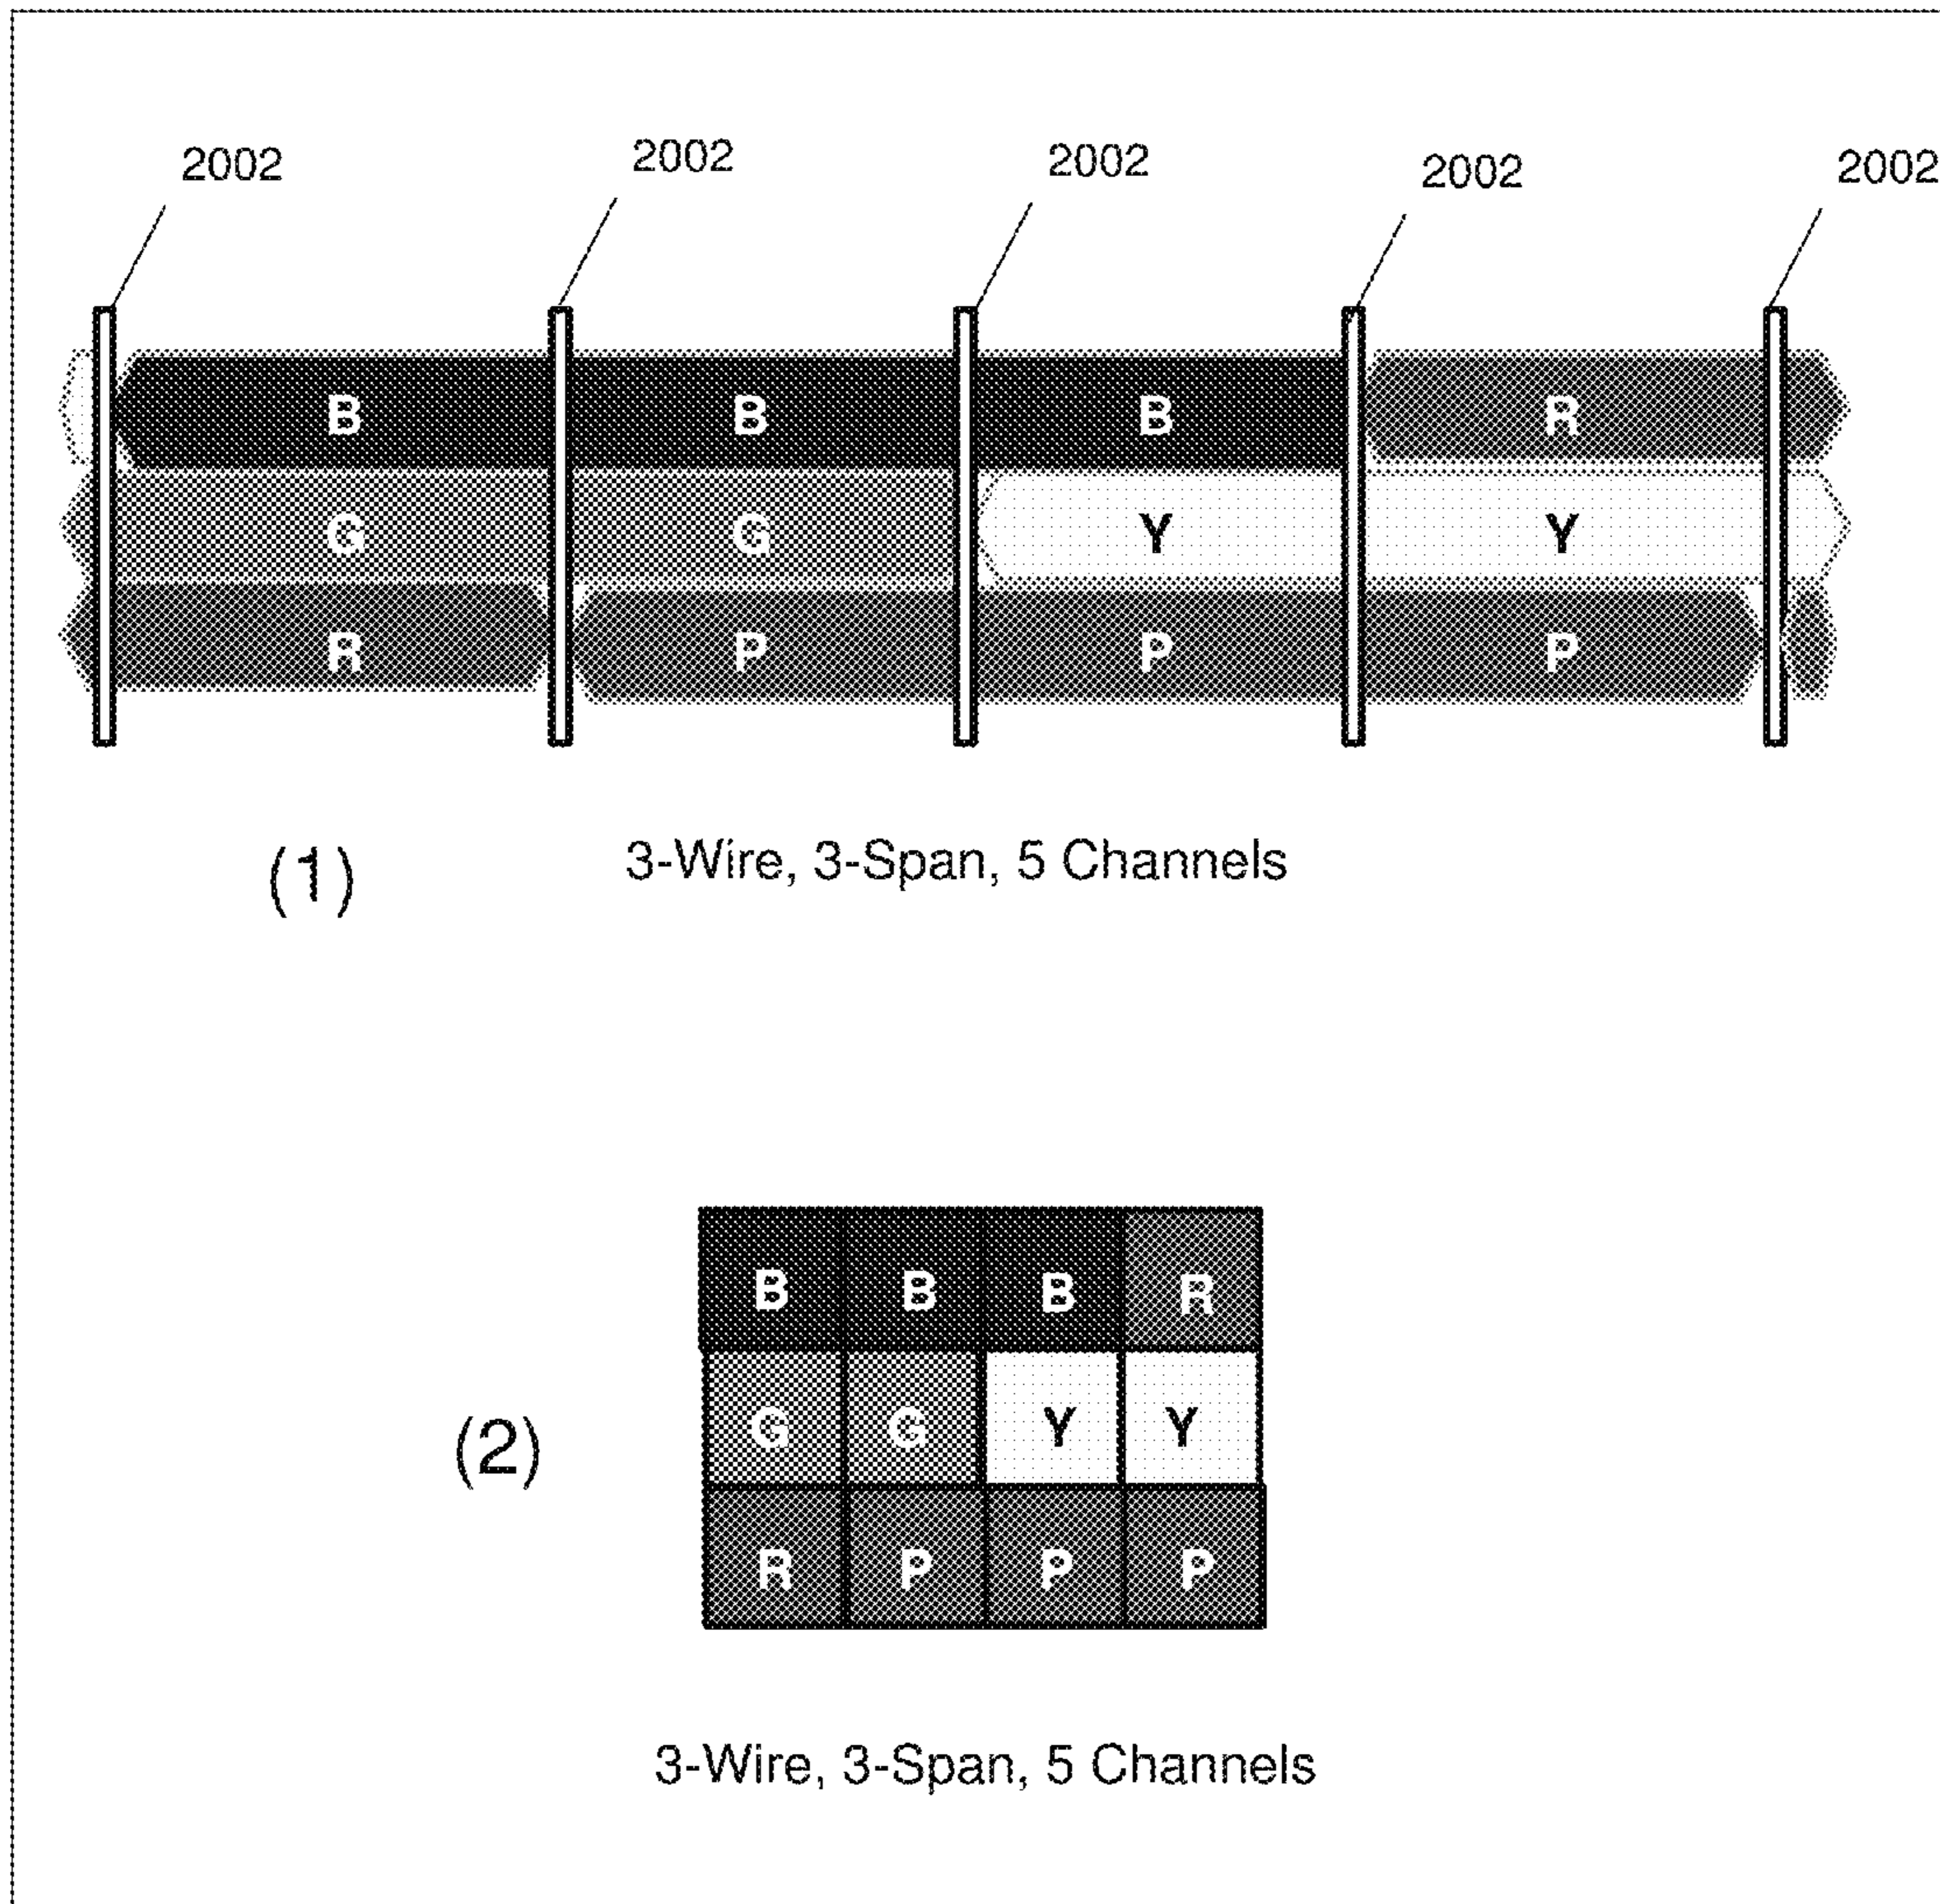 2002 2002 2002 2002 2002
B B B R
G G Y Y
R P P P
(1) 3-Wire, 3-Span, 5 Channels
B B B R
G G Y Y
(2)
R P P P
3-Wire, 3-Span, 5 Channels